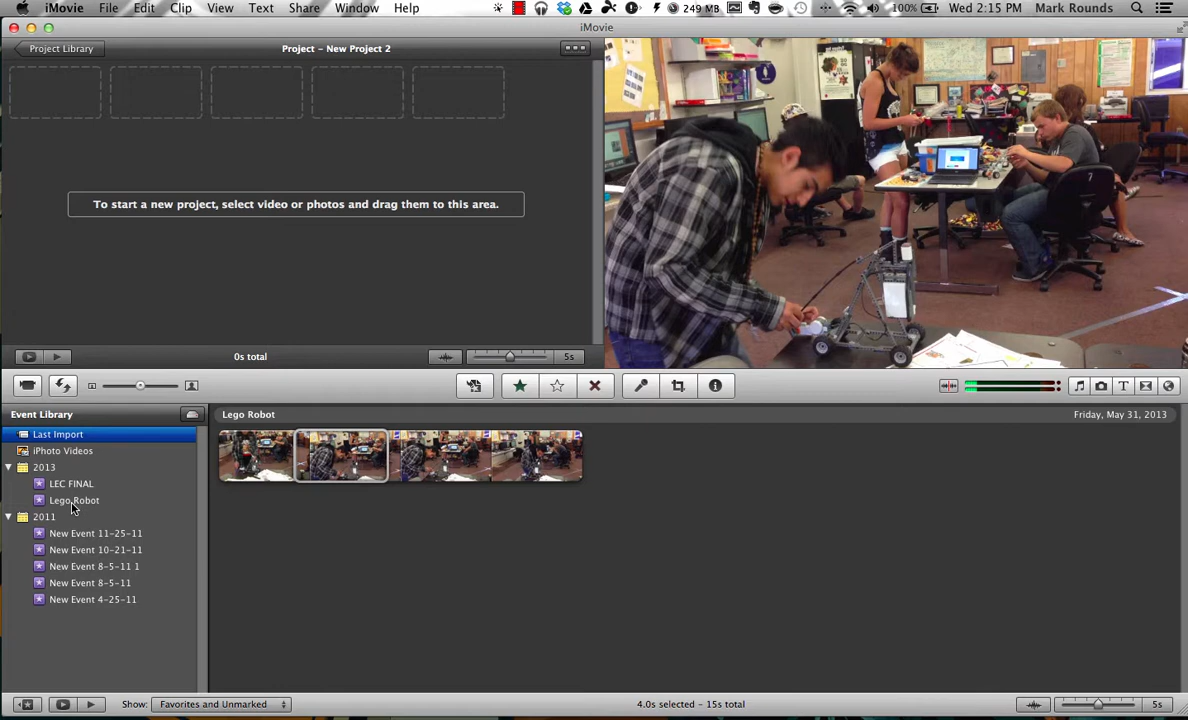 iMovie File Edit Clip View Text Share Window Help 249 MB 100% Wed 2:15 PM Mark Rounds
iMovie
Project Library
Project – New Project 2
To start a new project, select video or photos and drag them to this area.
0s total
5s
Event Library
Last Import
iPhoto Videos
2013
LEC FINAL
Lego Robot
2011
New Event 11-25-11
New Event 10-21-11
New Event 8-5-11 1
New Event 8-5-11
New Event 4-25-11
Lego Robot
Friday, May 31, 2013
Show: Favorites and Unmarked
4.0s selected – 15s total
5s